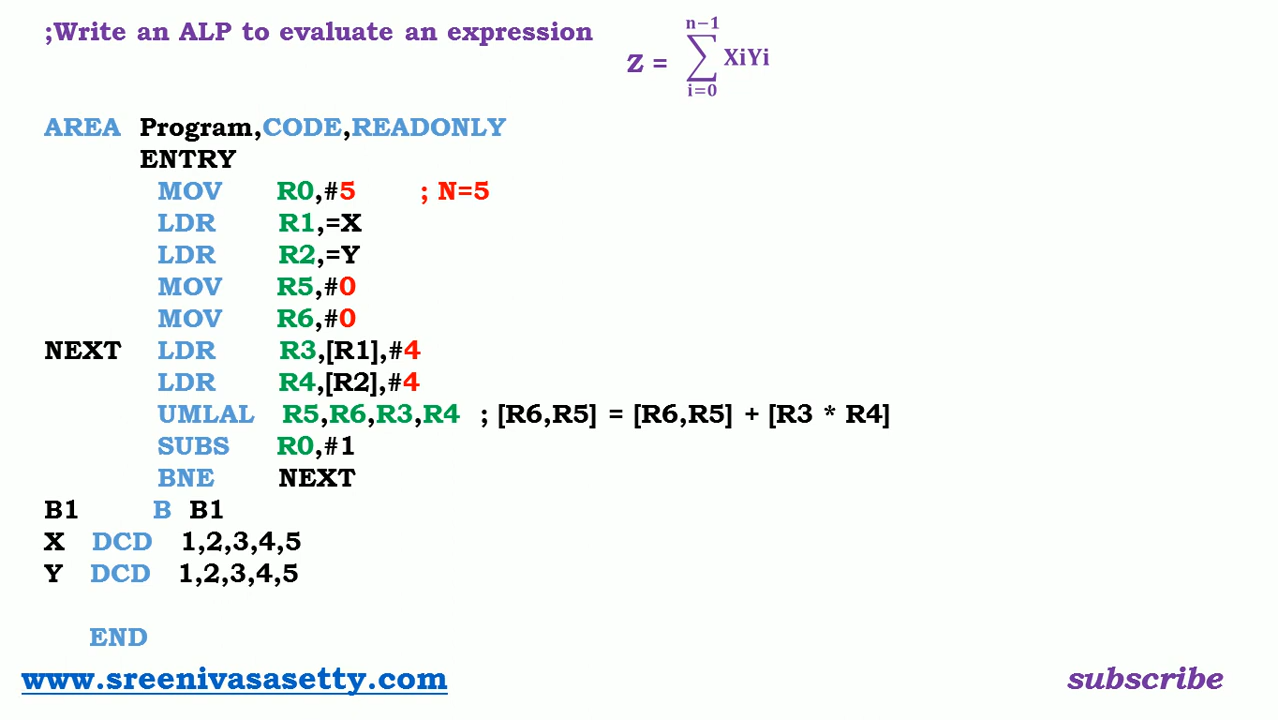 ;Write an ALP to evaluate an expression
n−1
Z = ∑ XiYi
i=0
AREA Program,CODE,READONLY
ENTRY
MOV R0,#5 ; N=5
LDR R1,=X
LDR R2,=Y
MOV R5,#0
MOV R6,#0
NEXT LDR R3,[R1],#4
LDR R4,[R2],#4
UMLAL R5,R6,R3,R4 ; [R6,R5] = [R6,R5] + [R3 * R4]
SUBS R0,#1
BNE NEXT
B1 B B1
X DCD 1,2,3,4,5
Y DCD 1,2,3,4,5
END
www.sreenivasasetty.com
subscribe